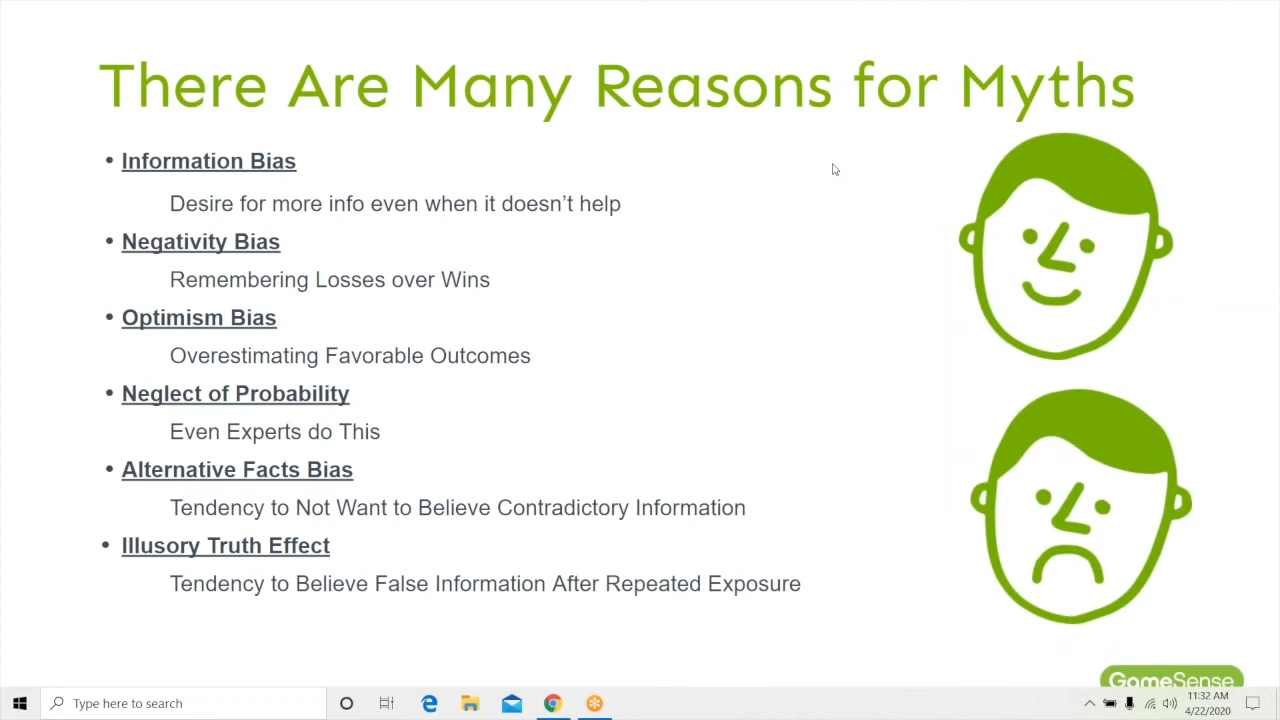 There Are Many Reasons for Myths
• Information Bias
Desire for more info even when it doesn't help
• Negativity Bias
Remembering Losses over Wins
• Optimism Bias
Overestimating Favorable Outcomes
• Neglect of Probability
Even Experts do This
• Alternative Facts Bias
Tendency to Not Want to Believe Contradictory Information
• Illusory Truth Effect
Tendency to Believe False Information After Repeated Exposure
GameSense
Type here to search
11:32 AM
4/22/2020